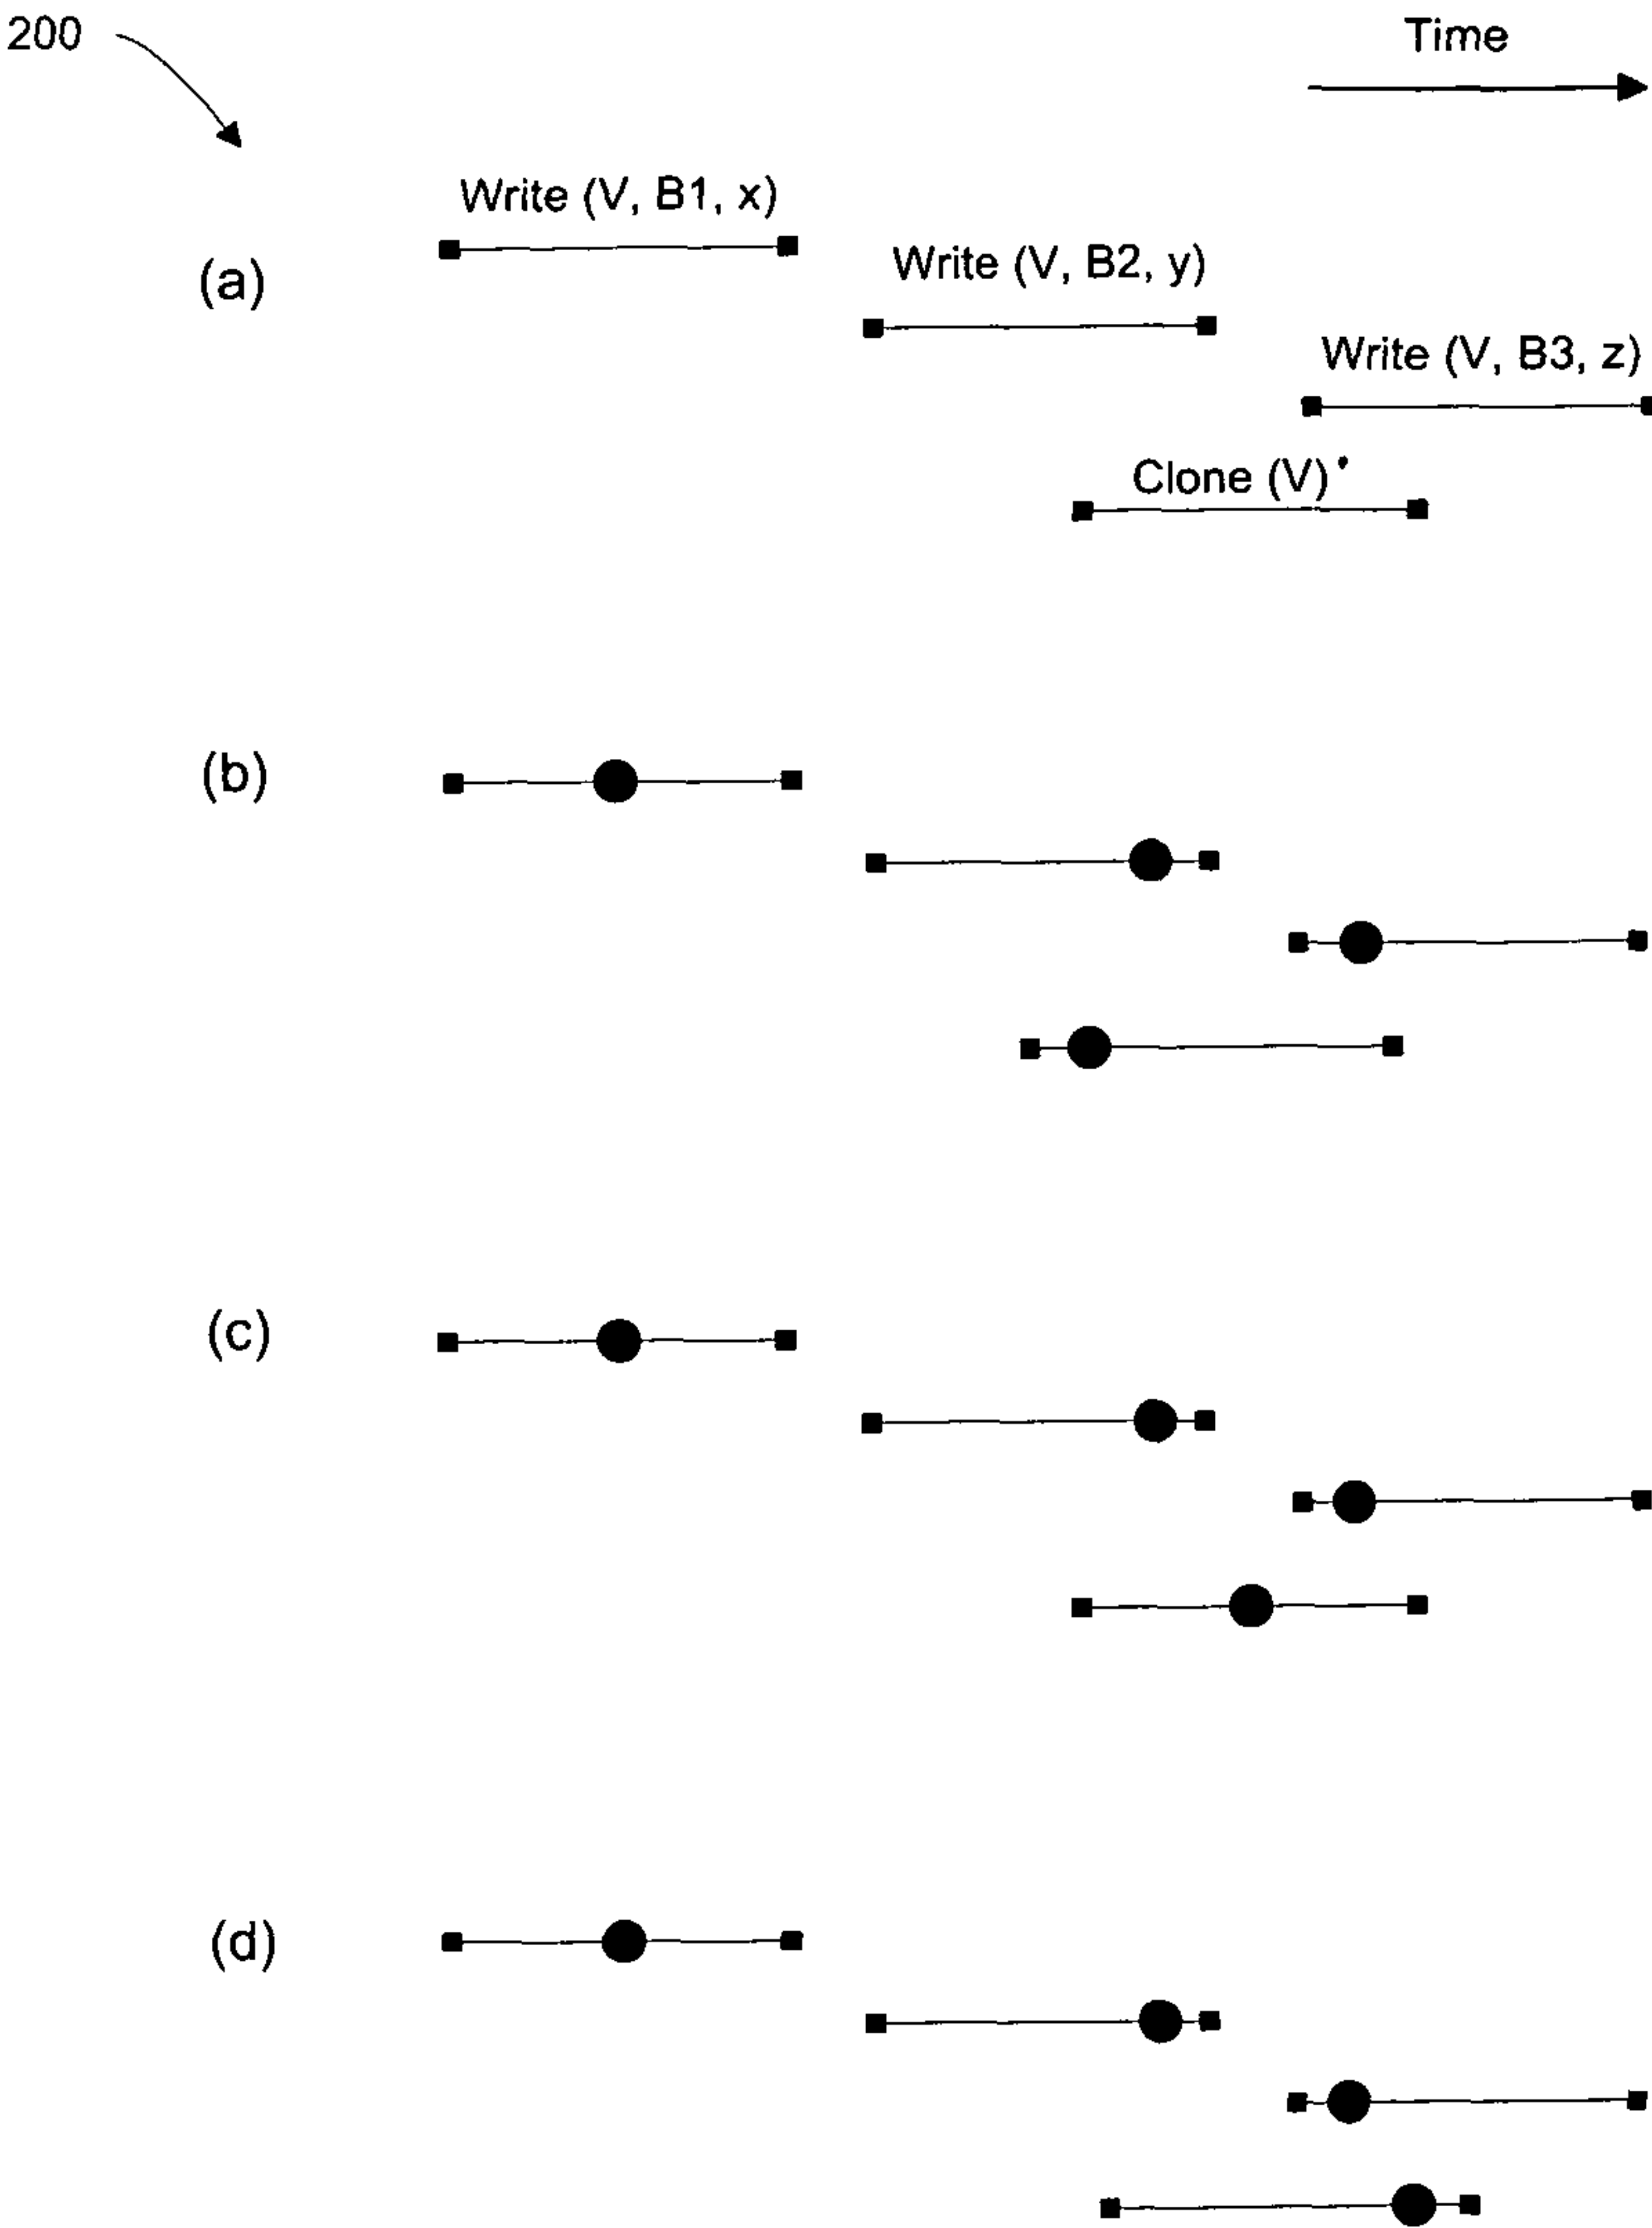 200
Time
Write (V, B1, x)
(a)
Write (V, B2, y)
Write (V, B3, z)
Clone (V)
(b)
(c)
(d)